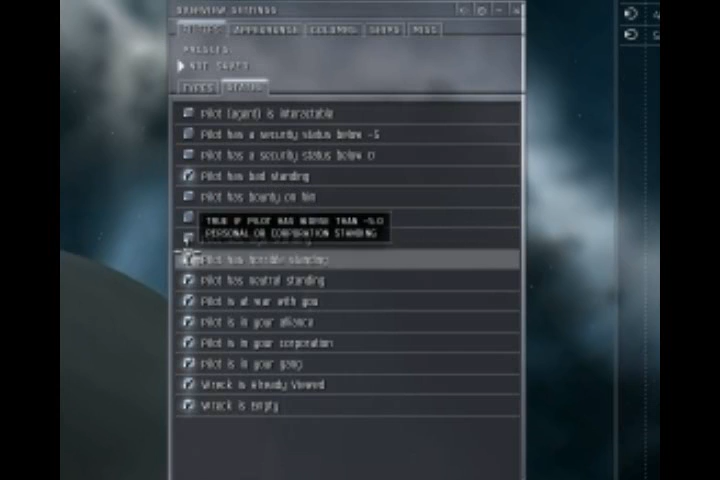 OVERVIEW SETTINGS
FILTERS APPEARANCE COLUMNS SHIPS MISC
PRESETS:
NOT SAVED
TYPES STATES
Pilot (agent) is interactable
Pilot has a security status below -5
Pilot has a security status below 0
Pilot has bad standing
Pilot has bounty on him
TRUE IF PILOT HAS WORSE THAN -5.0
PERSONAL OR CORPORATION STANDING
Pilot has horrible standing
Pilot has neutral standing
Pilot is at war with you
Pilot is in your alliance
Pilot is in your corporation
Pilot is in your gang
Wreck is already viewed
Wreck is empty